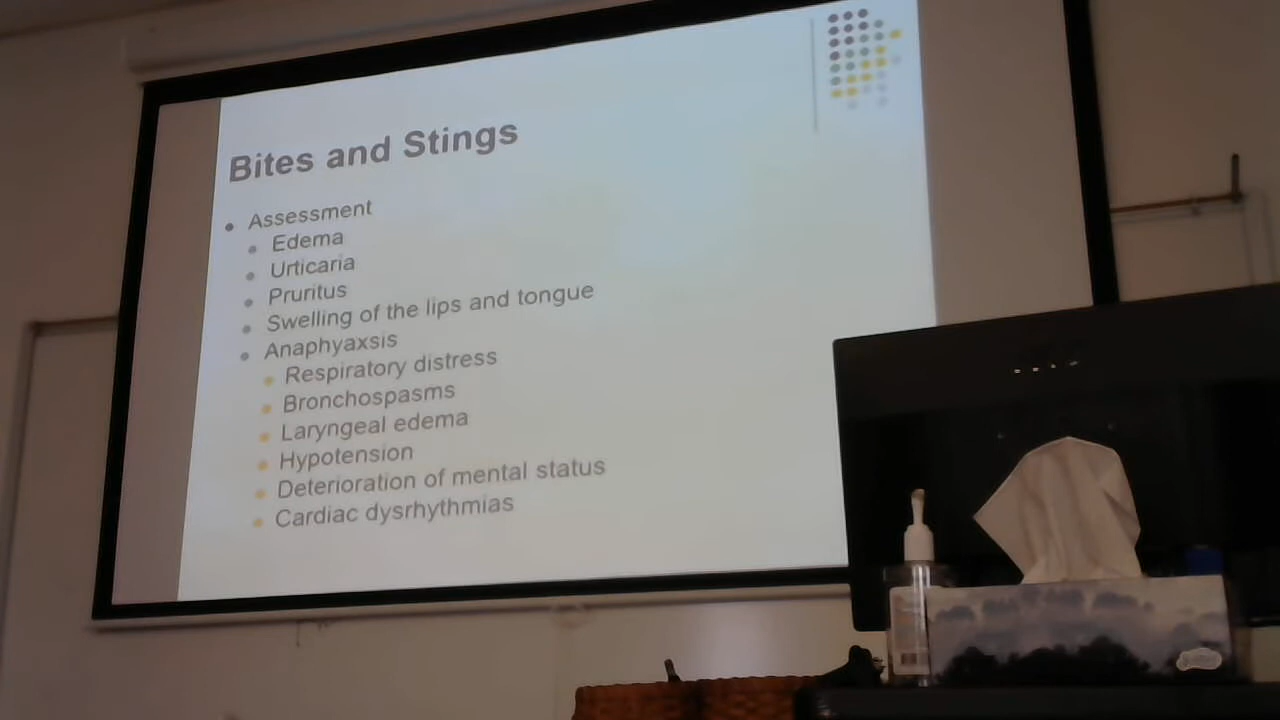 Bites and Stings
Assessment
Edema
Urticaria
Pruritus
Swelling of the lips and tongue
Anaphyaxsis
Respiratory distress
Bronchospasms
Laryngeal edema
Hypotension
Deterioration of mental status
Cardiac dysrhythmias